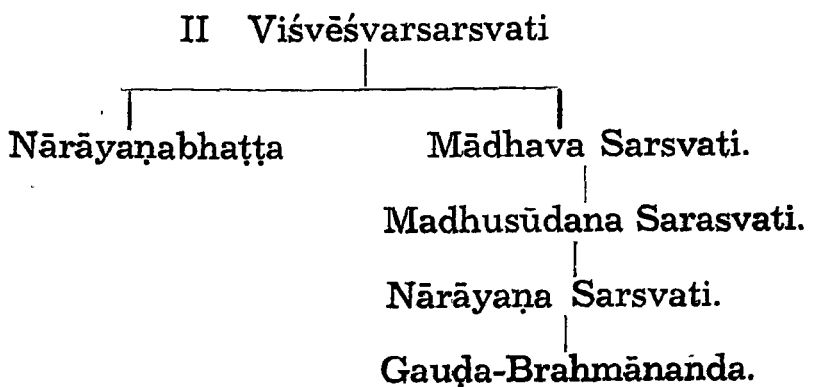 II Viśvēśvarsarsvati
Nārāyaṇabhaṭṭa Mādhava Sarsvati.
Madhusūdana Sarasvati.
Nārāyaṇa Sarsvati.
Gauḍa-Brahmānanda.